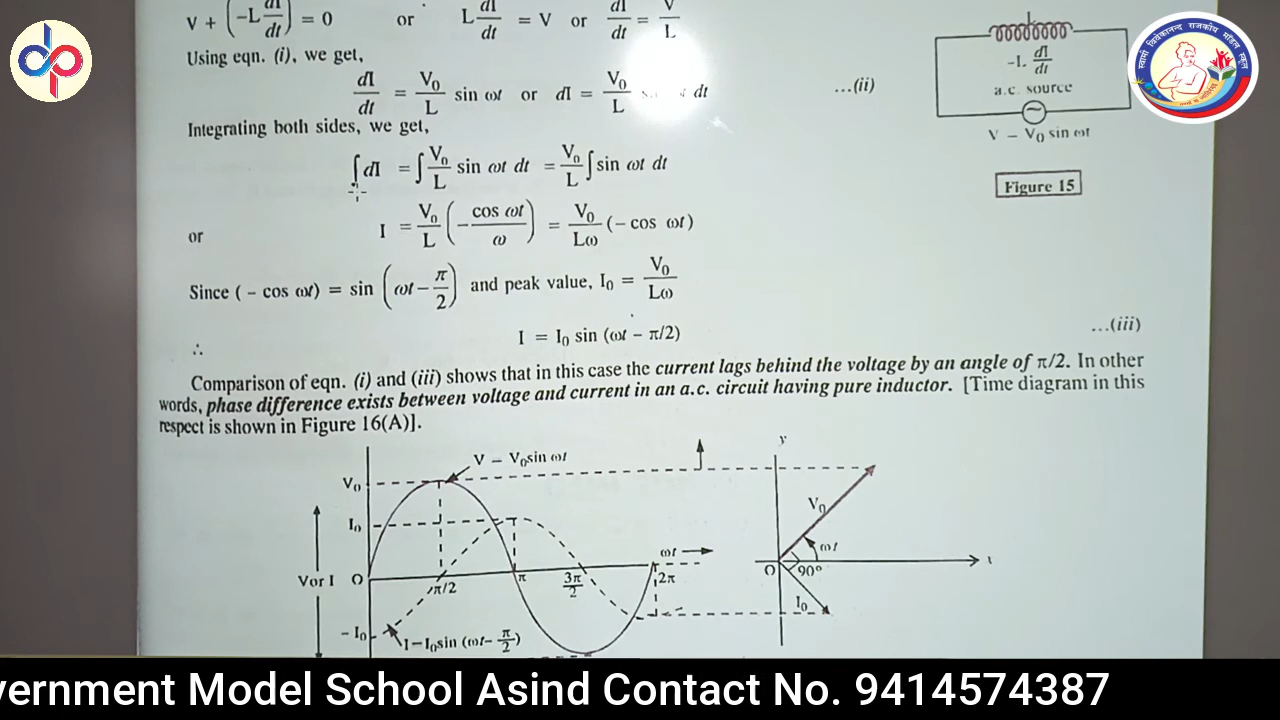 V + (-L dI/dt) = 0 or L dI/dt = V or dI/dt = V/L
Using eqn. (i), we get,
dI/dt = V₀/L sin ωt or dI = V₀/L dt ...(ii)
Integrating both sides, we get,
∫dI = ∫ V₀/L sin ωt dt = V₀/L ∫ sin ωt dt
or I = V₀/L (- cos ωt/ω) = V₀/Lω (- cos ωt)
Since (- cos ωt) = sin (ωt - π/2) and peak value, I₀ = V₀/Lω
∴ I = I₀ sin (ωt - π/2) ...(iii)
Comparison of eqn. (i) and (iii) shows that in this case the current lags behind the voltage by an angle of π/2. In other
words, phase difference exists between voltage and current in an a.c. circuit having pure inductor. [Time diagram in this
respect is shown in Figure 16(A)].
-L dI/dt
a.c. source
V - V₀ sin ωt
Figure 15
स्वामी विवेकानन्द राजकीय मॉडल स्कूल
dp
V - V₀sin ωt
V₀
I₀
V or I
O
π/2
π
3π/2
2π
ωt
- I₀
I - I₀sin (ωt- π/2)
y
V₀
ωt
O
90°
I₀
vernment Model School Asind Contact No. 9414574387